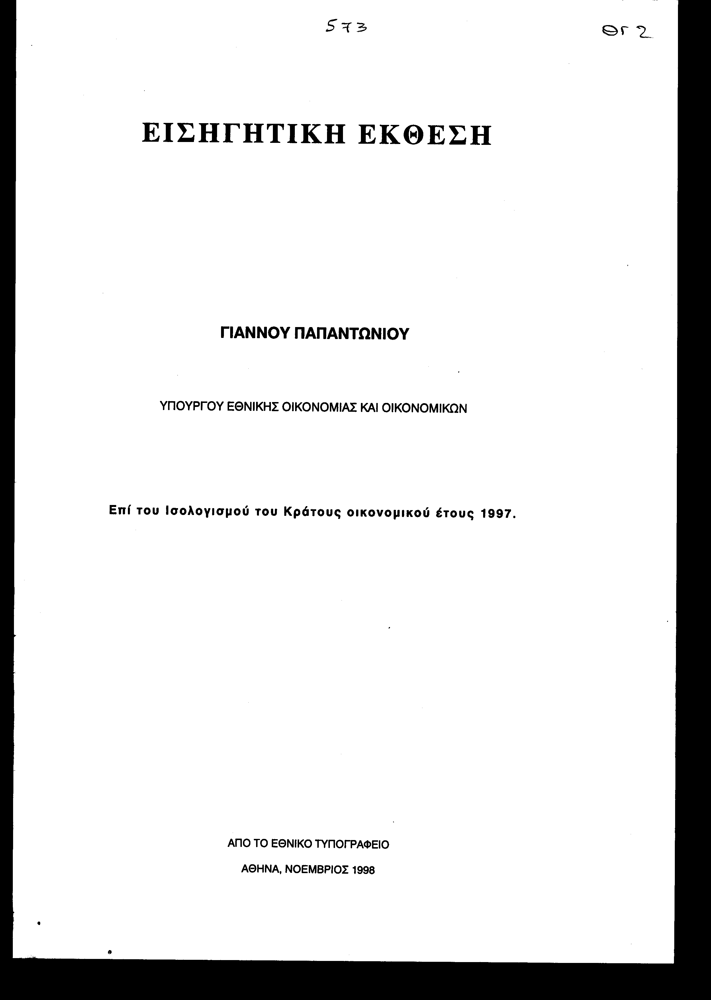 573
ΘΓ 2
ΕΙΣΗΓΗΤΙΚΗ ΕΚΘΕΣΗ
ΓΙΑΝΝΟΥ ΠΑΠΑΝΤΩΝΙΟΥ
ΥΠΟΥΡΓΟΥ ΕΘΝΙΚΗΣ ΟΙΚΟΝΟΜΙΑΣ ΚΑΙ ΟΙΚΟΝΟΜΙΚΩΝ
Επί του Ισολογισμού του Κράτους οικονομικού έτους 1997.
ΑΠΟ ΤΟ ΕΘΝΙΚΟ ΤΥΠΟΓΡΑΦΕΙΟ
ΑΘΗΝΑ, ΝΟΕΜΒΡΙΟΣ 1998